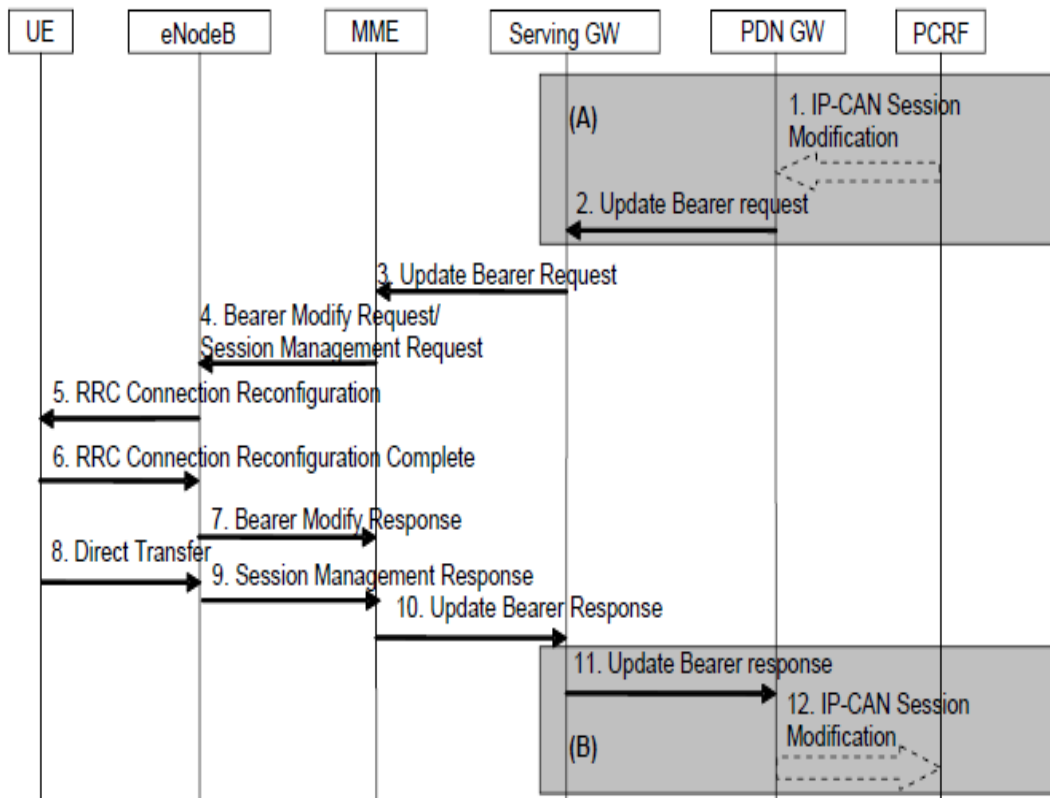 UE eNodeB MME Serving GW PDN GW PCRF
(A)
1. IP-CAN Session
Modification
2. Update Bearer request
3. Update Bearer Request
4. Bearer Modify Request/
Session Management Request
5. RRC Connection Reconfiguration
6. RRC Connection Reconfiguration Complete
7. Bearer Modify Response
8. Direct Transfer
9. Session Management Response
10. Update Bearer Response
11. Update Bearer response
12. IP-CAN Session
Modification
(B)